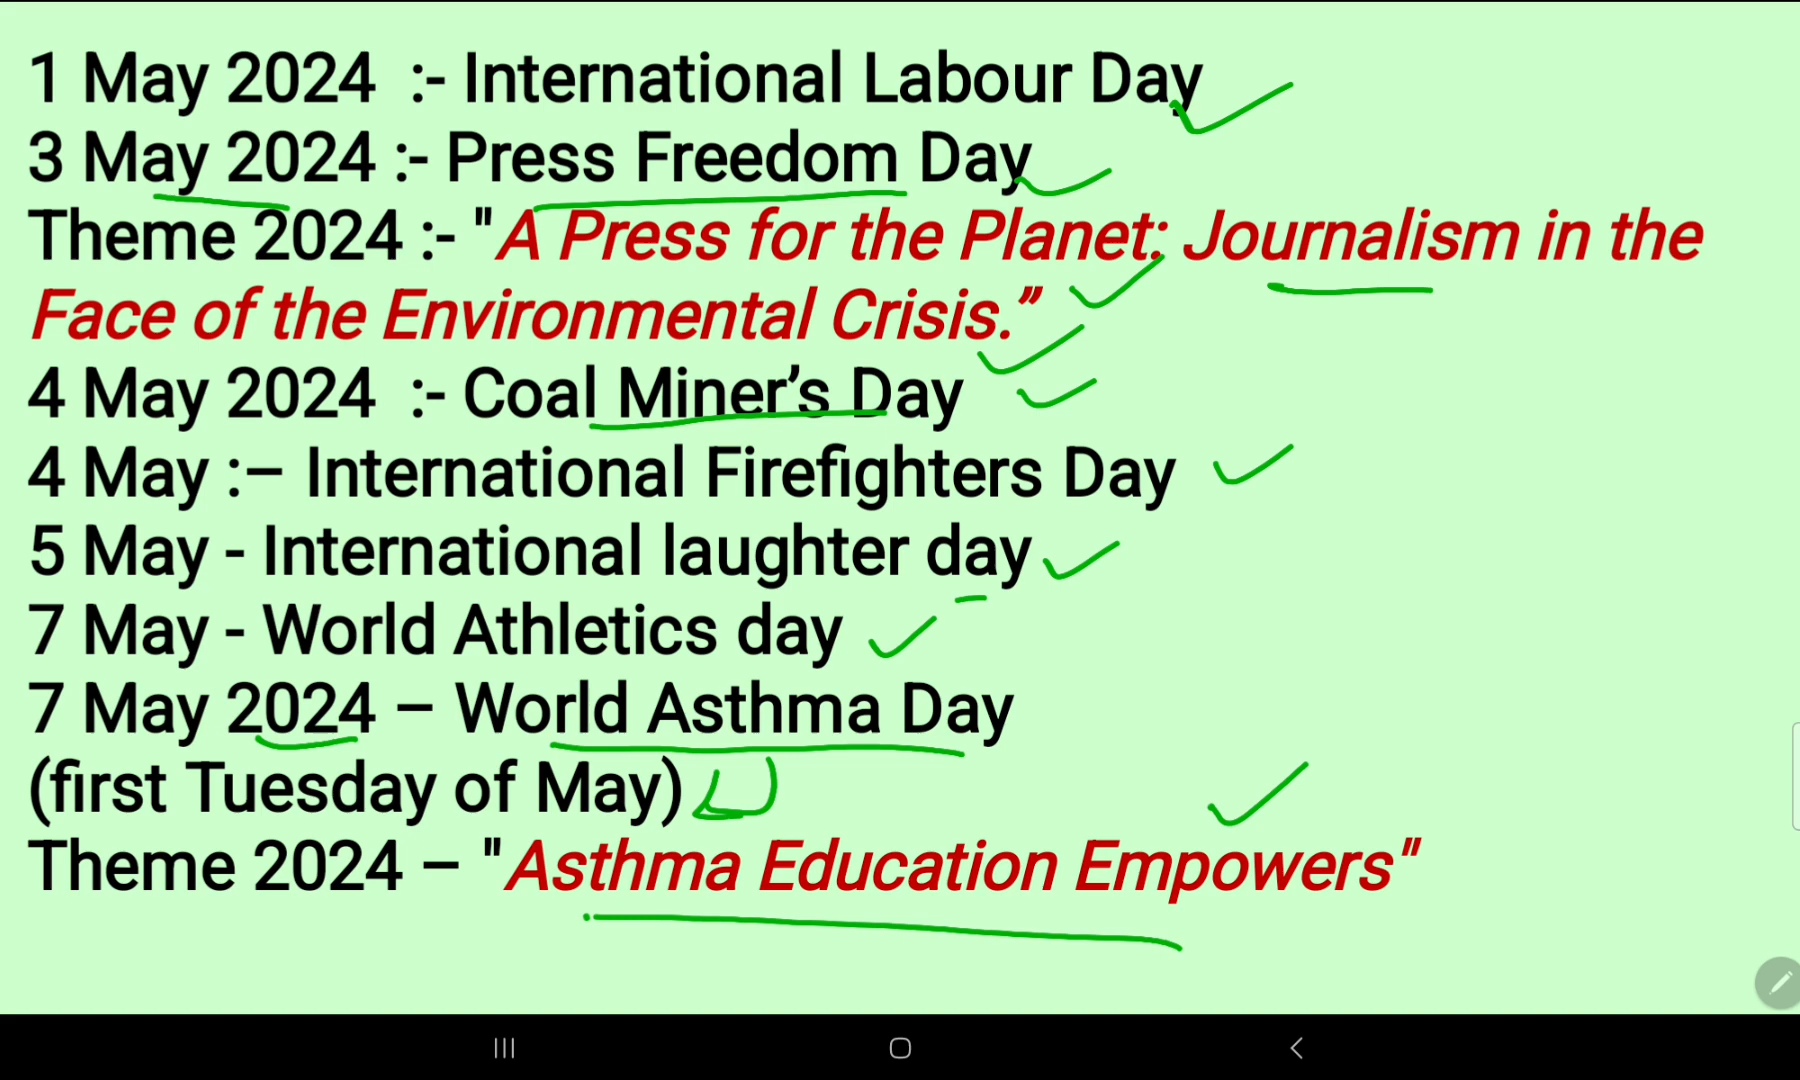 1 May 2024  :- International Labour Day
3 May 2024 :- Press Freedom Day
Theme 2024 :- "A Press for the Planet: Journalism in the
Face of the Environmental Crisis.”
4 May 2024  :- Coal Miner’s Day
4 May :– International Firefighters Day
5 May - International laughter day
7 May - World Athletics day
7 May 2024 – World Asthma Day
(first Tuesday of May)
Theme 2024 – "Asthma Education Empowers"